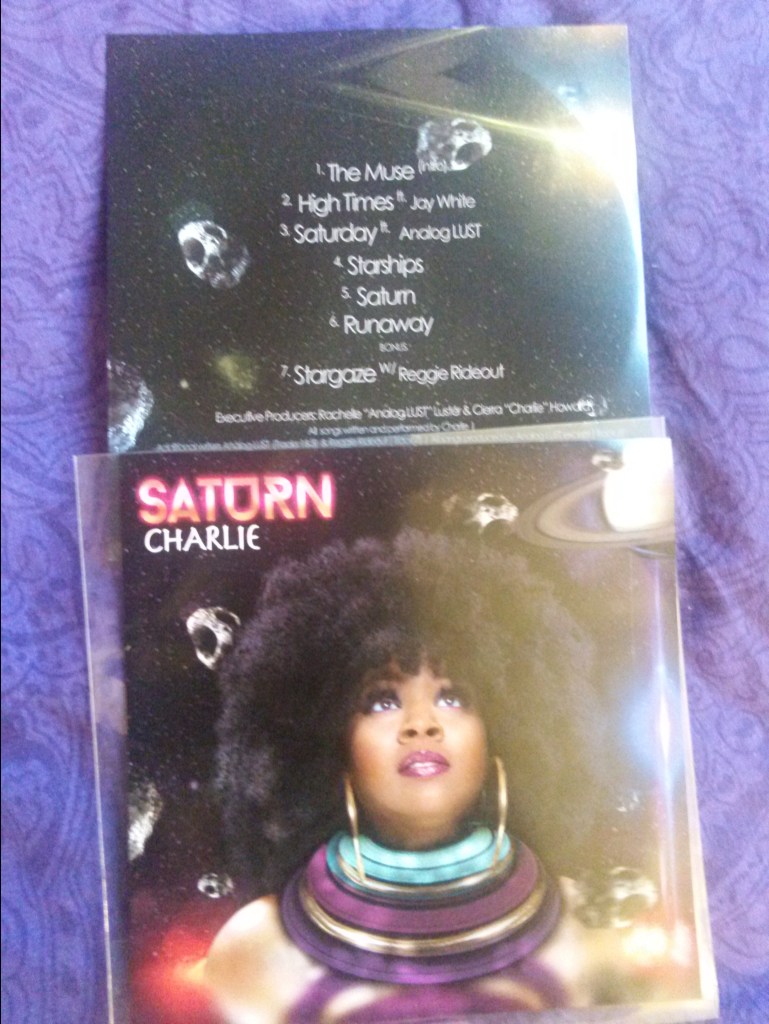 1. The Muse (intro)
2. High Times ft. Jay White
3. Saturday ft. Analog LUST
4. Starships
5. Saturn
6. Runaway
BONUS
7. Stargaze w/ Reggie Rideout
Executive Producers: Rachelle "Analog LUST" Luster & Cierra "Charlie" Howard
All songs written and performed by Charlie J
SATURN
CHARLIE